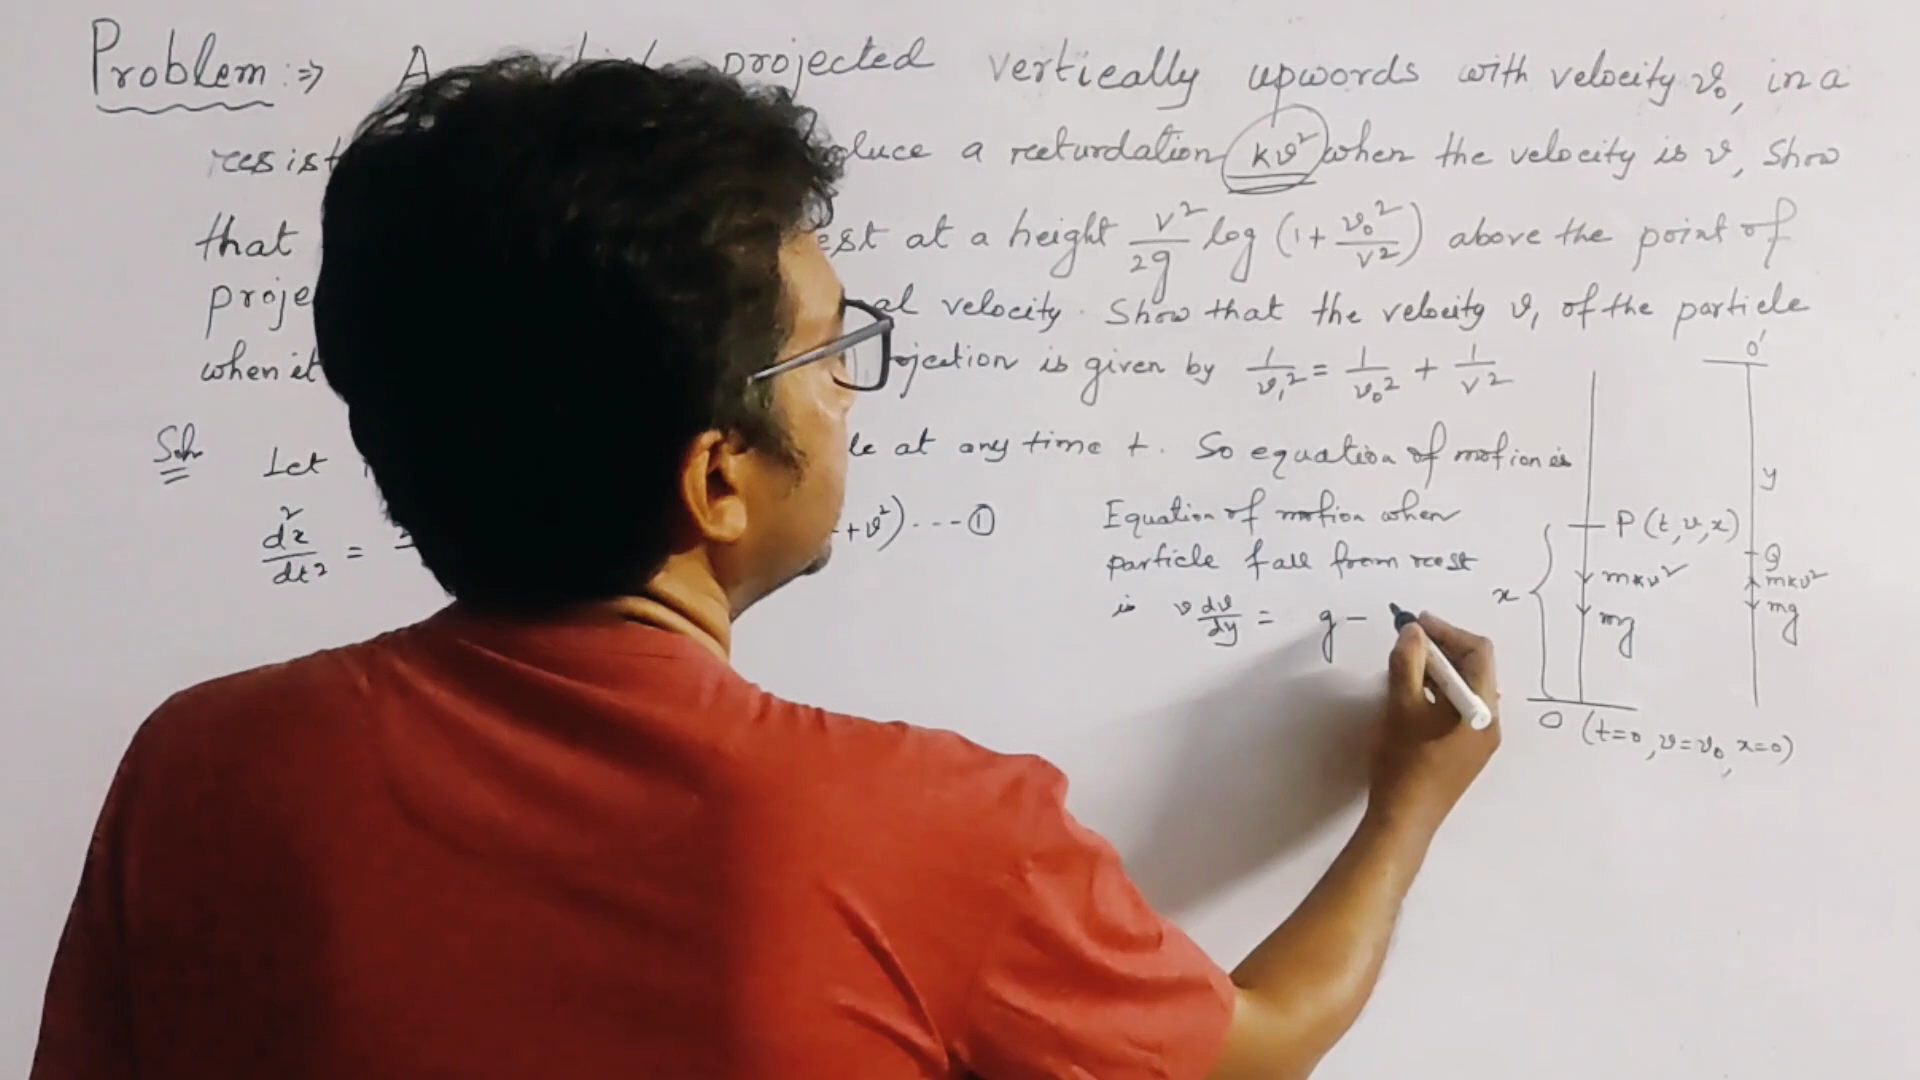 Problem :⇒ A projected vertically upwords with velocity v₀, in a
resist duce a returdation kv² when the velocity is v, Show
that est at a height V²/2g log (1 + v₀²/V²) above the point of
proje al velocity. Show that the velocity v₁ of the particle
when it ojection is given by 1/v₁² = 1/v₀² + 1/V²
O'
Soln Let le at any time t. So equation of motion is
y
d²x/dt² = + v²) ---- ①
Equation of motion when
particle fall from rest
is v dv/dy = g -
P (t, v, x)
mkv²
mg
x
O (t=0, v=v₀, x=0)
Q
mkv²
mg